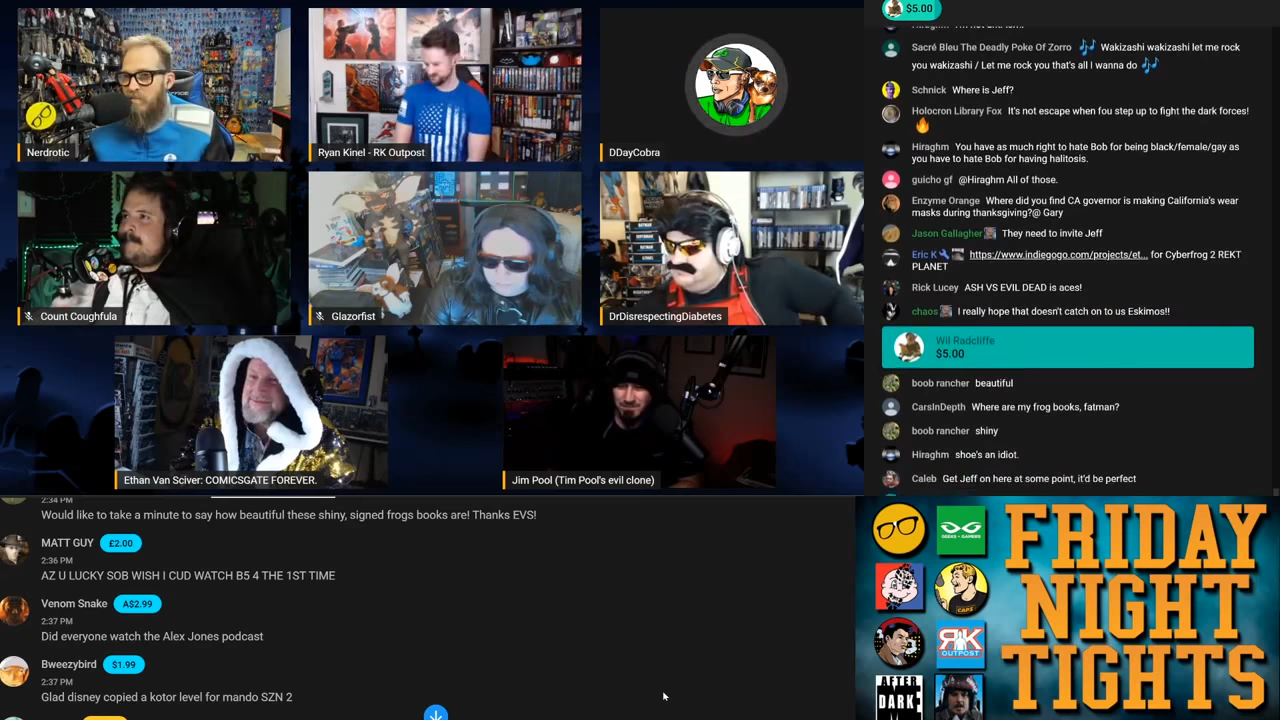 Nerdrotic
Ryan Kinel - RK Outpost
DDayCobra
Count Coughfula
Glazorfist
DrDisrespectingDiabetes
Ethan Van Sciver: COMICSGATE FOREVER.
Jim Pool (Tim Pool's evil clone)
$5.00
Sacré Bleu The Deadly Poke Of Zorro 🎶 Wakizashi wakizashi let me rock
you wakizashi / Let me rock you that's all I wanna do 🎶
Schnick Where is Jeff?
Holocron Library Fox It's not escape when fou step up to fight the dark forces!
🔥
Hiraghm You have as much right to hate Bob for being black/female/gay as
you have to hate Bob for having halitosis.
guicho gf @Hiraghm All of those.
Enzyme Orange Where did you find CA governor is making California's wear
masks during thanksgiving?@ Gary
Jason Gallagher They need to invite Jeff
Eric K https://www.indiegogo.com/projects/et... for Cyberfrog 2 REKT
PLANET
Rick Lucey ASH VS EVIL DEAD is aces!
chaos I really hope that doesn't catch on to us Eskimos!!
Wil Radcliffe
$5.00
boob rancher beautiful
CarsInDepth Where are my frog books, fatman?
boob rancher shiny
Hiraghm shoe's an idiot.
Caleb Get Jeff on here at some point, it'd be perfect
2:34 PM
Would like to take a minute to say how beautiful these shiny, signed frogs books are! Thanks EVS!
MATT GUY £2.00
2:36 PM
AZ U LUCKY SOB WISH I CUD WATCH B5 4 THE 1ST TIME
Venom Snake A$2.99
2:37 PM
Did everyone watch the Alex Jones podcast
Bweezybird $1.99
2:37 PM
Glad disney copied a kotor level for mando SZN 2
GEEKS + GAMERS
CAPS
RK
OUTPOST
AFTER
DARK
FRIDAY
NIGHT
TIGHTS